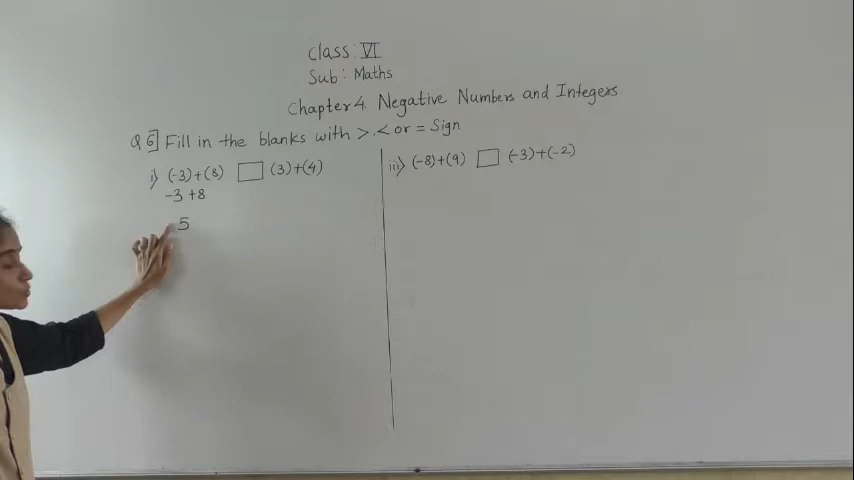 Class: VI
Sub: Maths
Chapter 4. Negative Numbers and Integers.
Q 6] Fill in the blanks with >, < or = Sign
i) (-3)+(8) □ (3)+(4)
-3 +8
5
iii) (-8)+(9) □ (-3)+(-2)